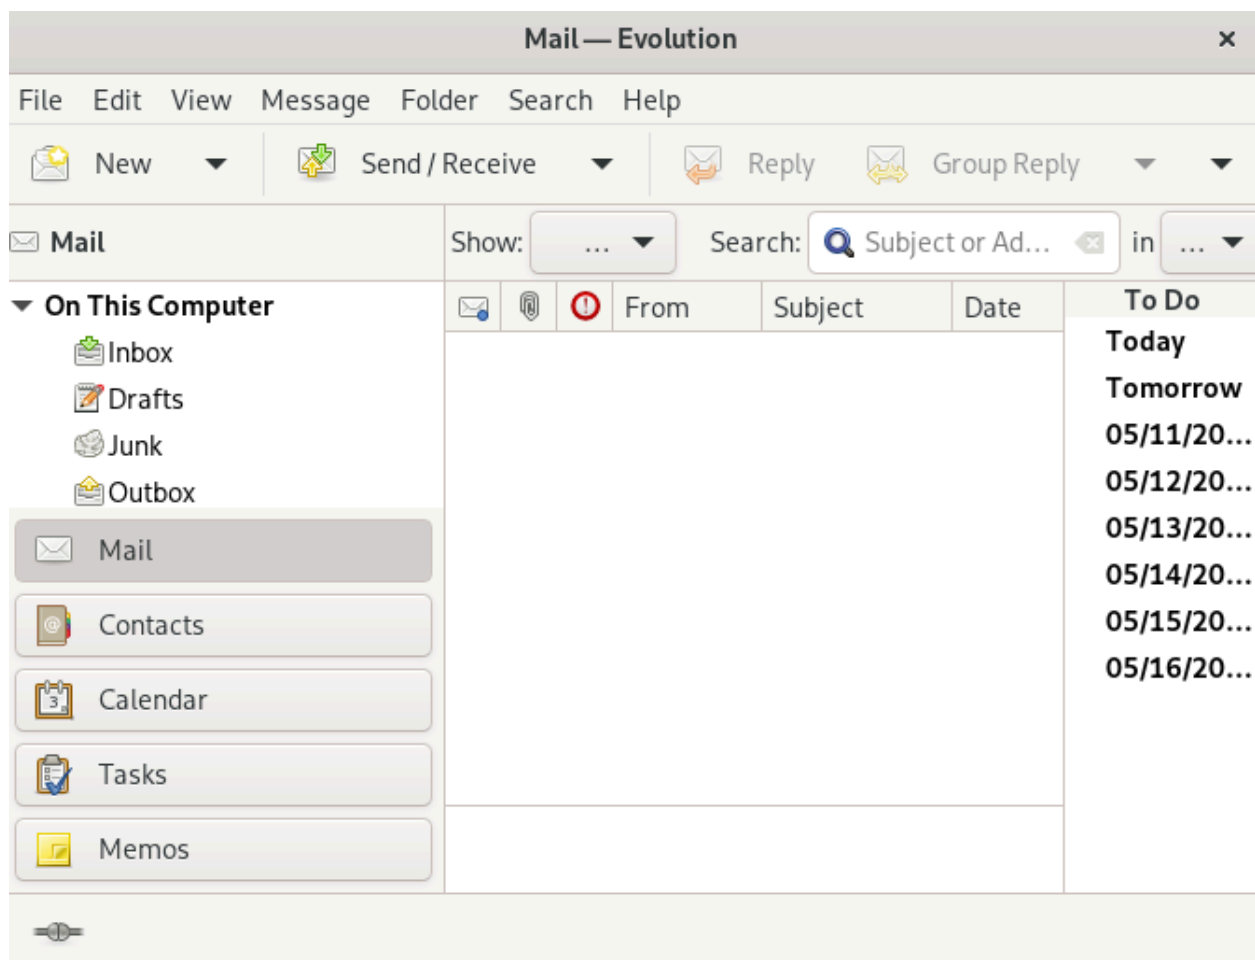 Mail — Evolution
File Edit View Message Folder Search Help
New Send / Receive Reply Group Reply
Mail
Show: ... Search: Subject or Ad... in ...
On This Computer
Inbox
Drafts
Junk
Outbox
Mail
Contacts
Calendar
Tasks
Memos
From Subject Date
To Do
Today
Tomorrow
05/11/20...
05/12/20...
05/13/20...
05/14/20...
05/15/20...
05/16/20...